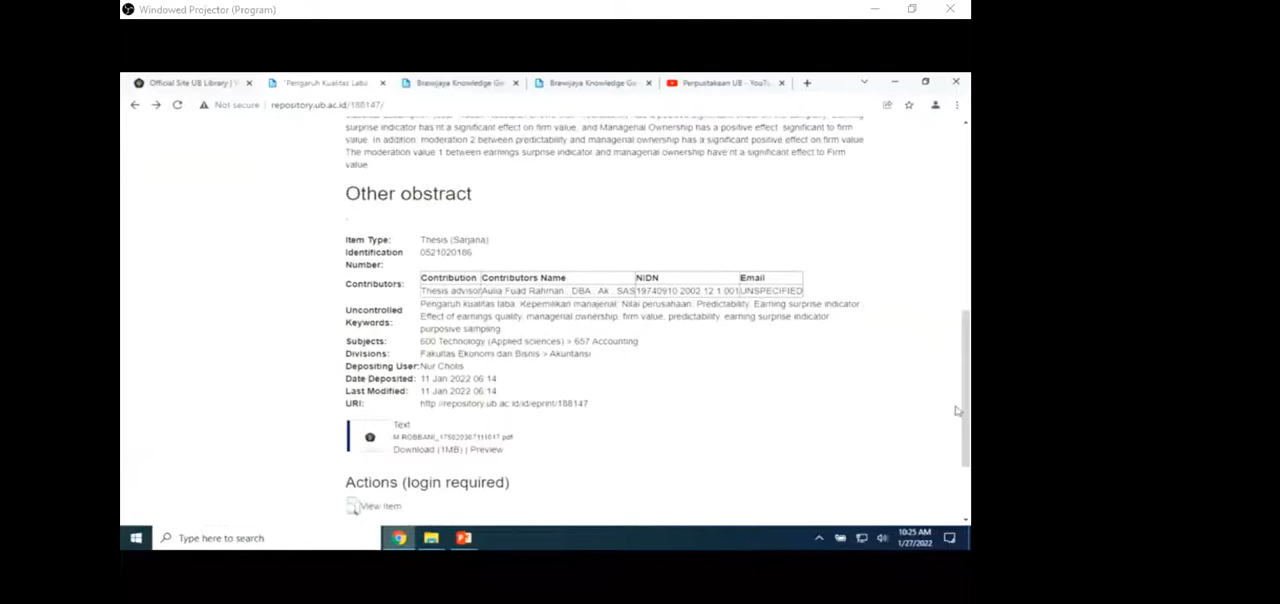 Windowed Projector (Program)
Official Site UB Library | V
"Pengaruh Kualitas Laba
Brawijaya Knowledge Ga
Brawijaya Knowledge Ga
Perpustakaan UB - YouTu
Not secure | repository.ub.ac.id/188147/
surprise indicator has nt a significant effect on firm value, and Managerial Ownership has a positive effect significant to firm
value. In addition, moderation 2 between predictability and managerial ownership has a significant positive effect on firm value
The moderation value 1 between earnings surprise indicator and managerial ownership have nt a significant effect to Firm
value
Other obstract
Item Type: Thesis (Sarjana)
Identification Number: 0521020186
Contributors:
Contribution Contributors Name NIDN Email
Thesis advisor Aulia Fuad Rahman., DBA., Ak., SAS 19740910 2002 12 1 001 UNSPECIFIED
Uncontrolled Keywords: Pengaruh kualitas laba, Kepemilikan manajerial, Nilai perusahaan, Predictability, Earning surprise indicator
Effect of earnings quality, managerial ownership, firm value, predictability earning surprise indicator
purposive sampling
Subjects: 600 Technology (Applied sciences) > 657 Accounting
Divisions: Fakultas Ekonomi dan Bisnis > Akuntansi
Depositing User: Nur Cholis
Date Deposited: 11 Jan 2022 06:14
Last Modified: 11 Jan 2022 06:14
URI: http://repository.ub.ac.id/id/eprint/188147
Text
M.ROBBANI_175020307111017.pdf
Download (1MB) | Preview
Actions (login required)
View Item
Type here to search
10:25 AM
1/27/2022